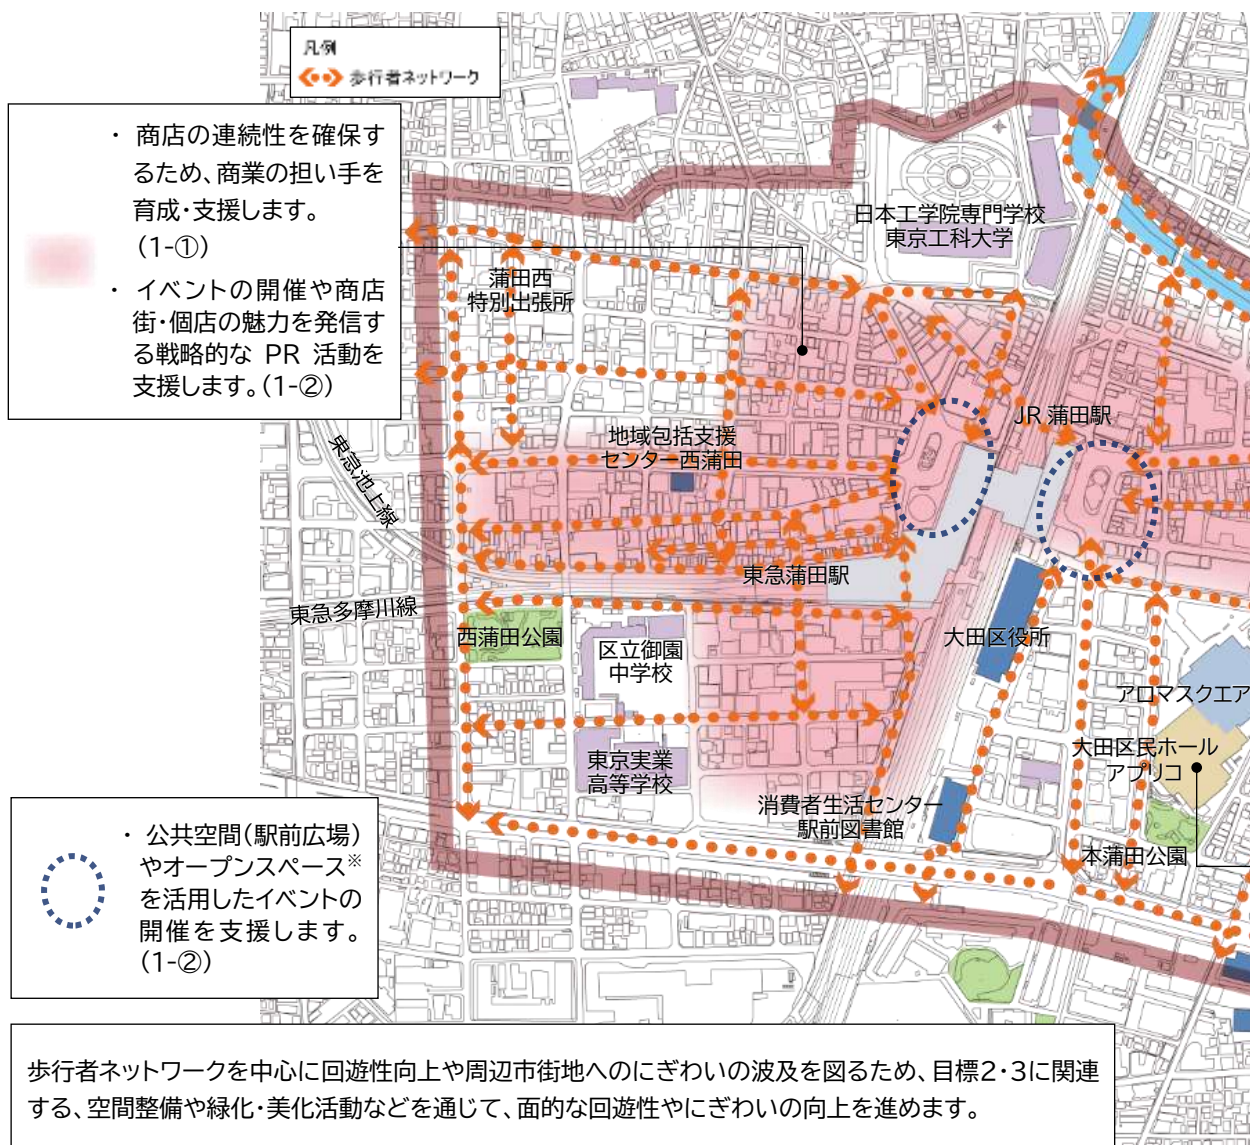 凡例
歩行者ネットワーク
・ 商店の連続性を確保す
るため、商業の担い手を
育成・支援します。
(1-①)
・ イベントの開催や商店
街・個店の魅力を発信す
る戦略的な PR 活動を
支援します。(1-②)
日本工学院専門学校
東京工科大学
蒲田西
特別出張所
JR 蒲田駅
地域包括支援
センター西蒲田
東急池上線
東急蒲田駅
東急多摩川線
西蒲田公園
区立御園
中学校
大田区役所
アロマスクエア
大田区民ホール
アプリコ
東京実業
高等学校
消費者生活センター
駅前図書館
本蒲田公園
・ 公共空間(駅前広場)
やオープンスペース※
を活用したイベントの
開催を支援します。
(1-②)
歩行者ネットワークを中心に回遊性向上や周辺市街地へのにぎわいの波及を図るため、目標2・3に関連
する、空間整備や緑化・美化活動などを通じて、面的な回遊性やにぎわいの向上を進めます。